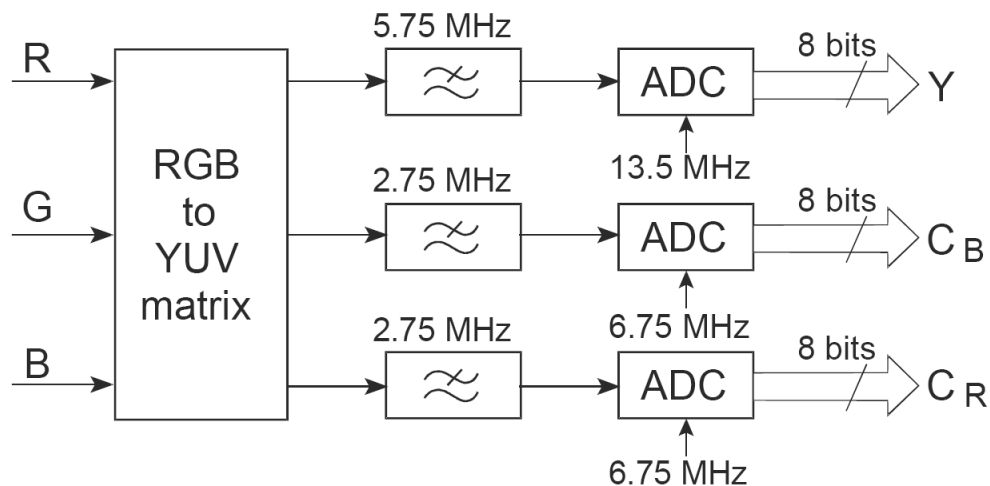 R
G
B
RGB
to
YUV
matrix
5.75 MHz
ADC
13.5 MHz
8 bits
Y
2.75 MHz
ADC
6.75 MHz
8 bits
C B
2.75 MHz
ADC
6.75 MHz
8 bits
C R